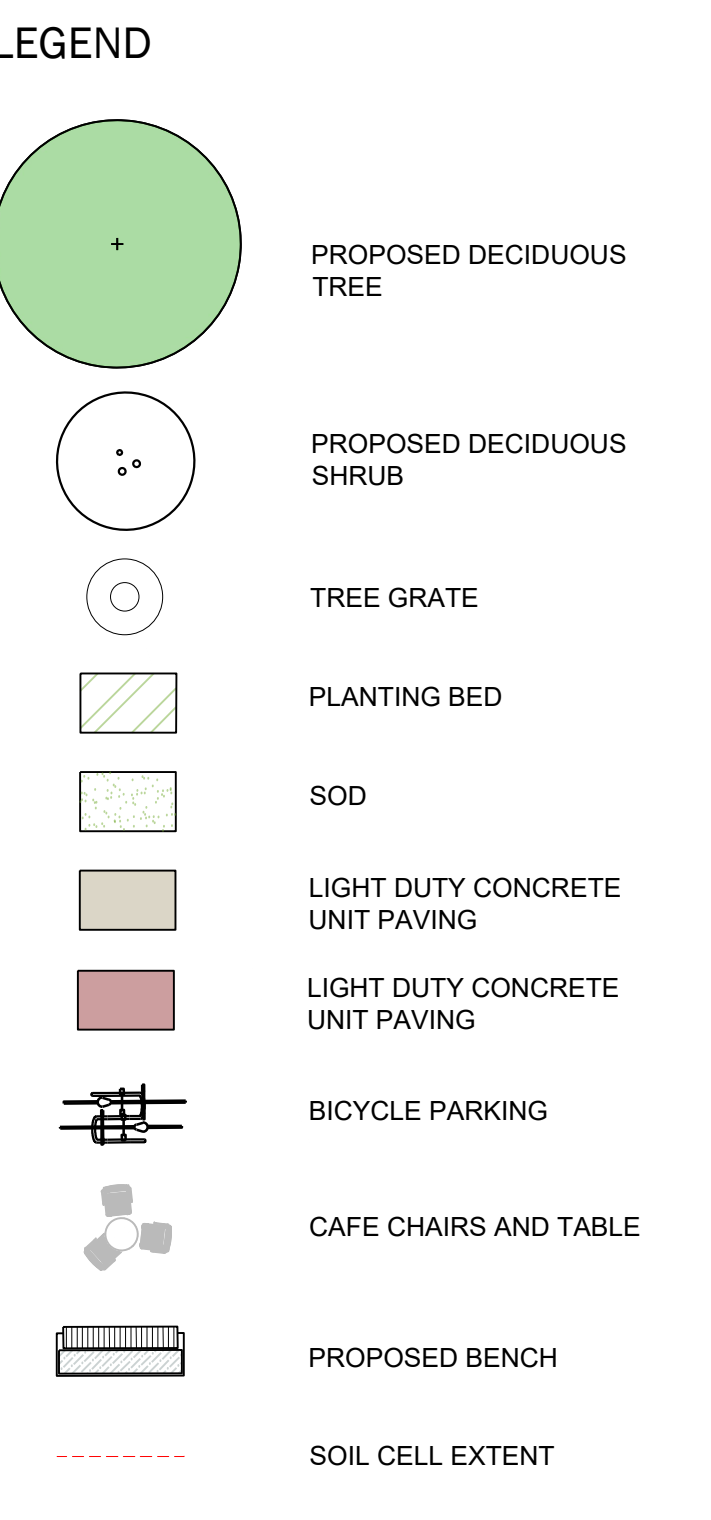 LEGEND
PROPOSED DECIDUOUS
TREE
PROPOSED DECIDUOUS
SHRUB
TREE GRATE
PLANTING BED
SOD
LIGHT DUTY CONCRETE
UNIT PAVING
LIGHT DUTY CONCRETE
UNIT PAVING
BICYCLE PARKING
CAFE CHAIRS AND TABLE
PROPOSED BENCH
SOIL CELL EXTENT